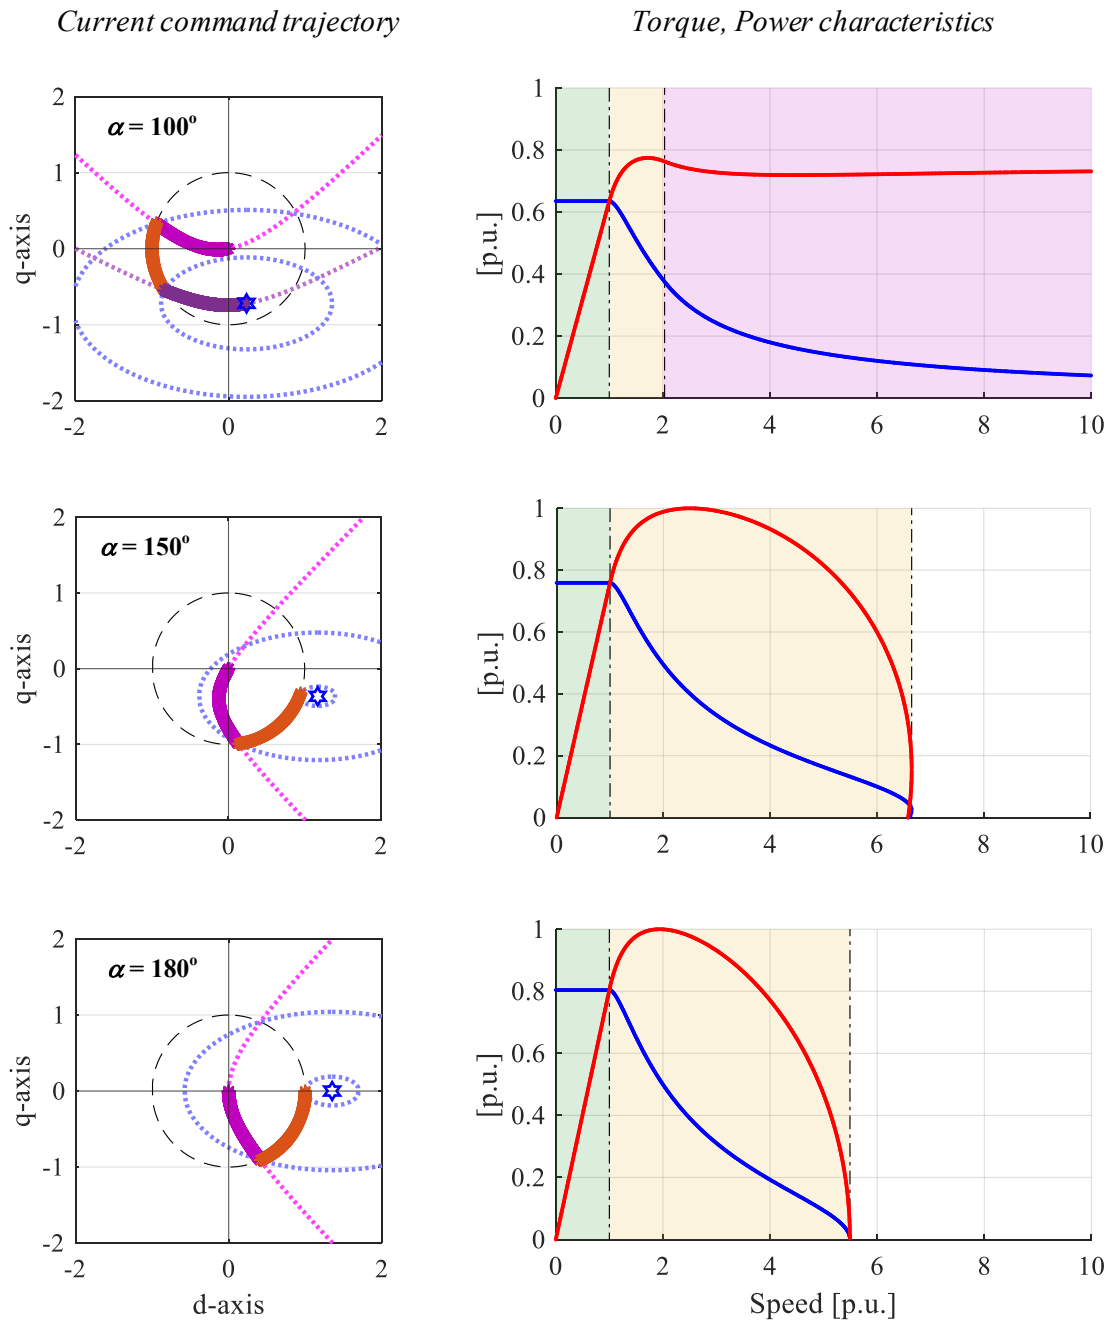 Current command trajectory
Torque, Power characteristics
2
1
0
-1
-2
q-axis
α = 100°
-2 0 2
1
0.8
0.6
0.4
0.2
0
[p.u.]
0 2 4 6 8 10
2
1
0
-1
-2
q-axis
α = 150°
-2 0 2
1
0.8
0.6
0.4
0.2
0
[p.u.]
0 2 4 6 8 10
2
1
0
-1
-2
q-axis
α = 180°
-2 0 2
d-axis
1
0.8
0.6
0.4
0.2
0
[p.u.]
0 2 4 6 8 10
Speed [p.u.]